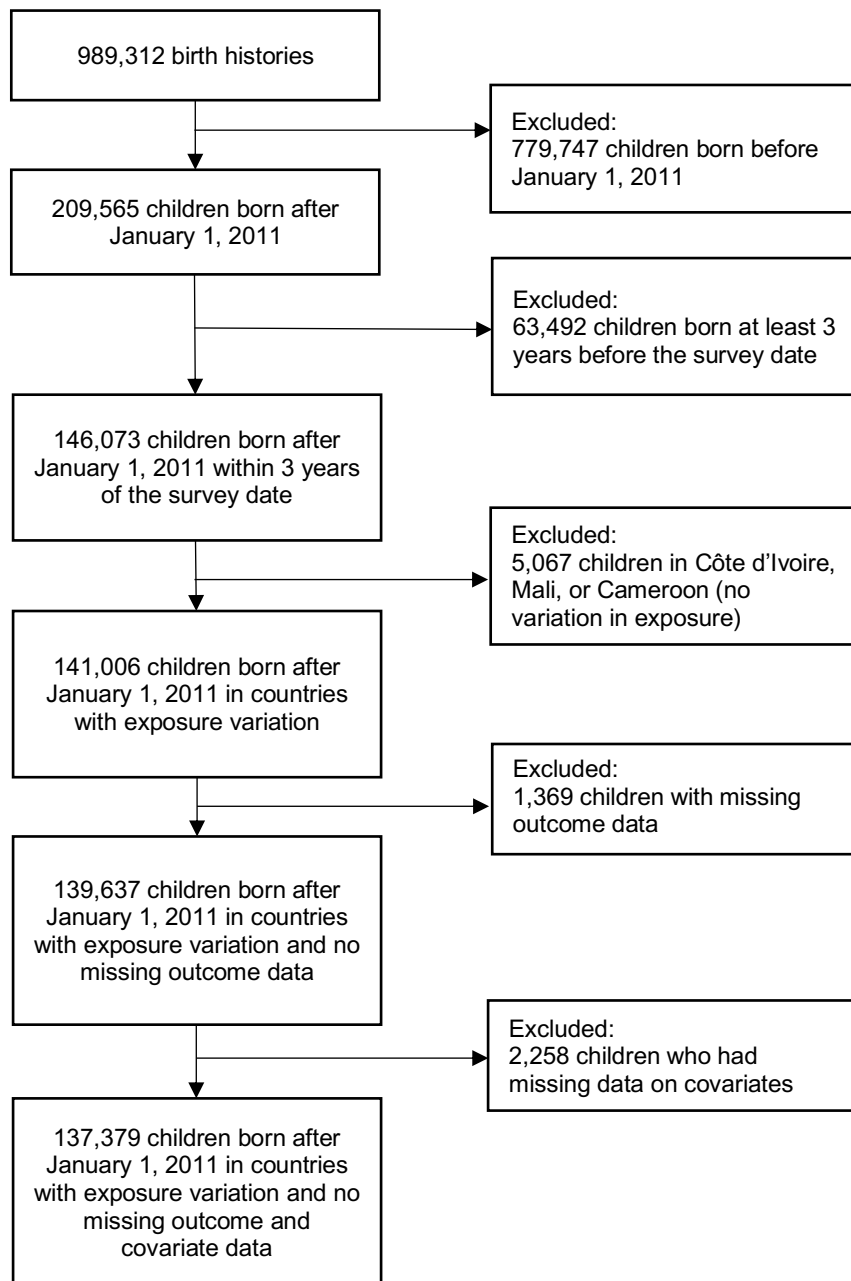 989,312 birth histories
Excluded:
779,747 children born before
January 1, 2011
209,565 children born after
January 1, 2011
Excluded:
63,492 children born at least 3
years before the survey date
146,073 children born after
January 1, 2011 within 3 years
of the survey date
Excluded:
5,067 children in Côte d’Ivoire,
Mali, or Cameroon (no
variation in exposure)
141,006 children born after
January 1, 2011 in countries
with exposure variation
Excluded:
1,369 children with missing
outcome data
139,637 children born after
January 1, 2011 in countries
with exposure variation and no
missing outcome data
Excluded:
2,258 children who had
missing data on covariates
137,379 children born after
January 1, 2011 in countries
with exposure variation and no
missing outcome and
covariate data